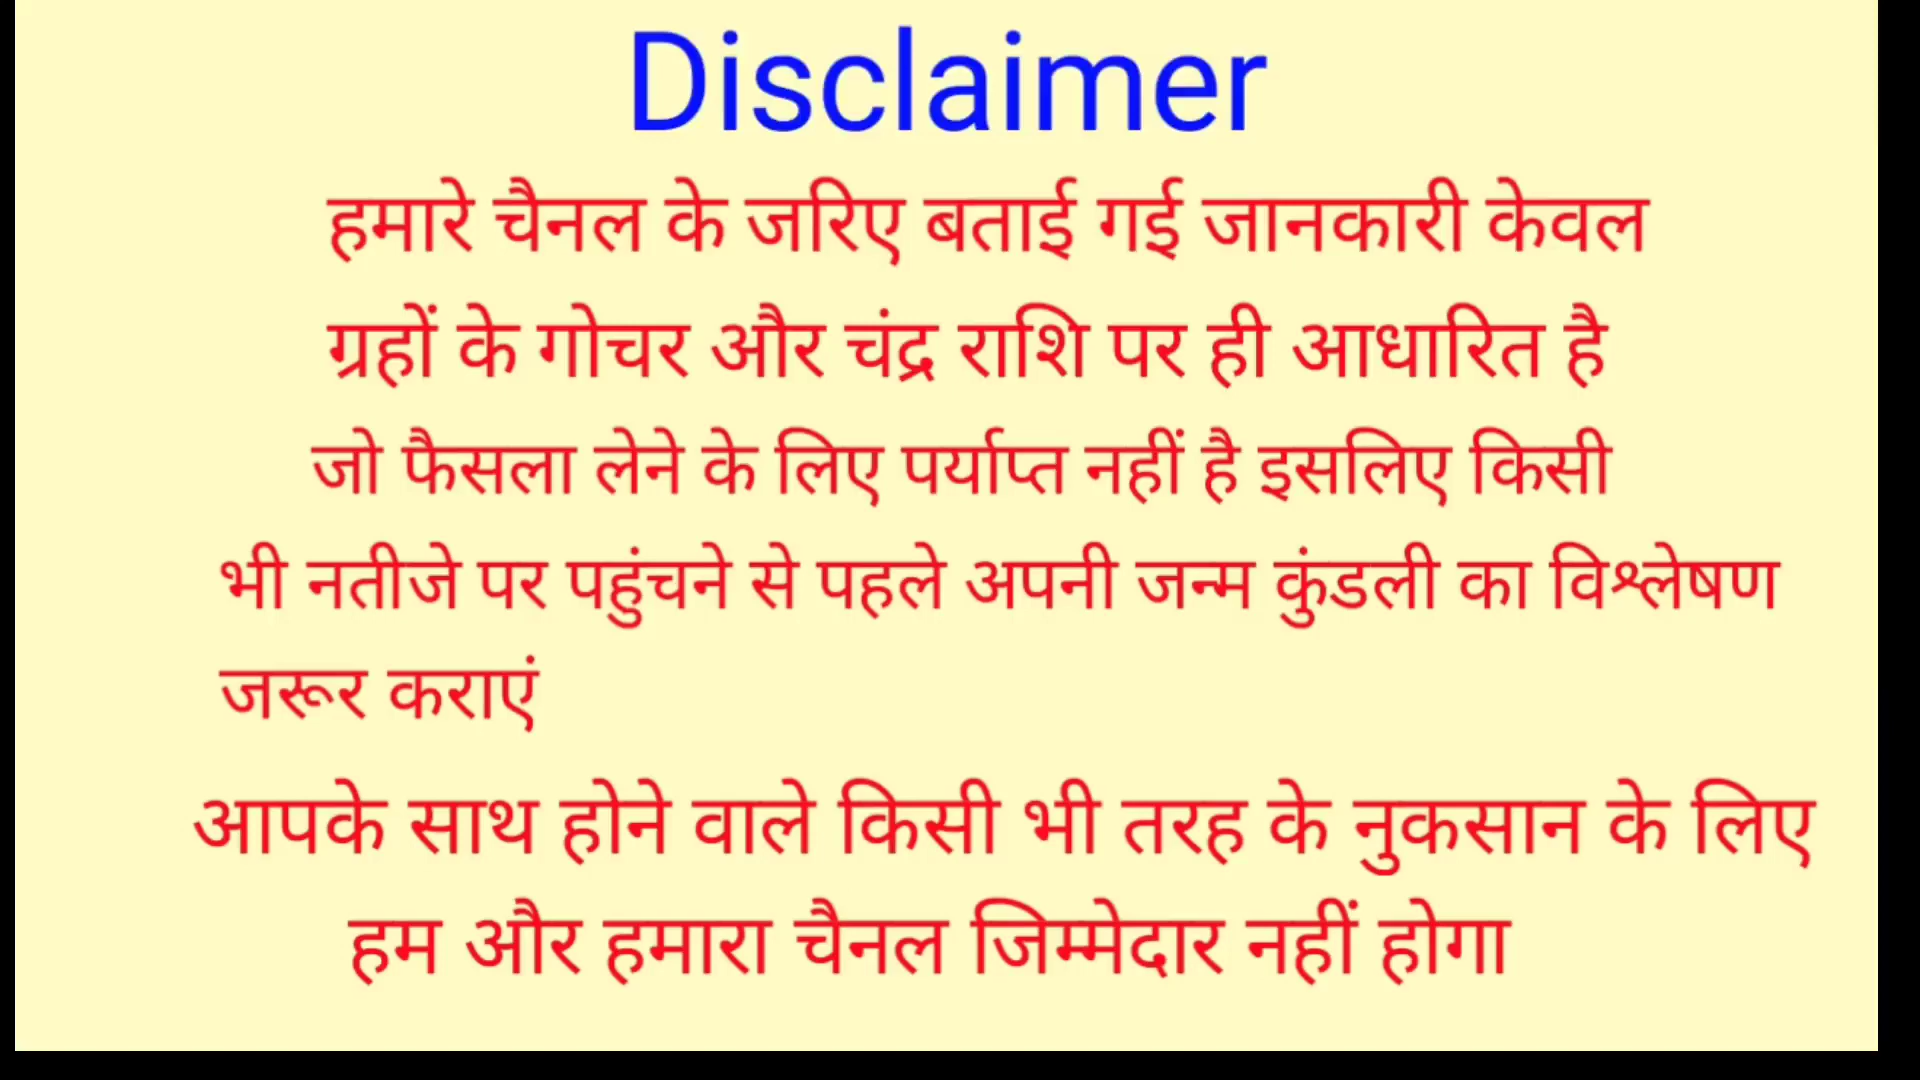 Disclaimer
हमारे चैनल के जरिए बताई गई जानकारी केवल
ग्रहों के गोचर और चंद्र राशि पर ही आधारित है
जो फैसला लेने के लिए पर्याप्त नहीं है इसलिए किसी
भी नतीजे पर पहुंचने से पहले अपनी जन्म कुंडली का विश्लेषण
जरूर कराएं
आपके साथ होने वाले किसी भी तरह के नुकसान के लिए
हम और हमारा चैनल जिम्मेदार नहीं होगा